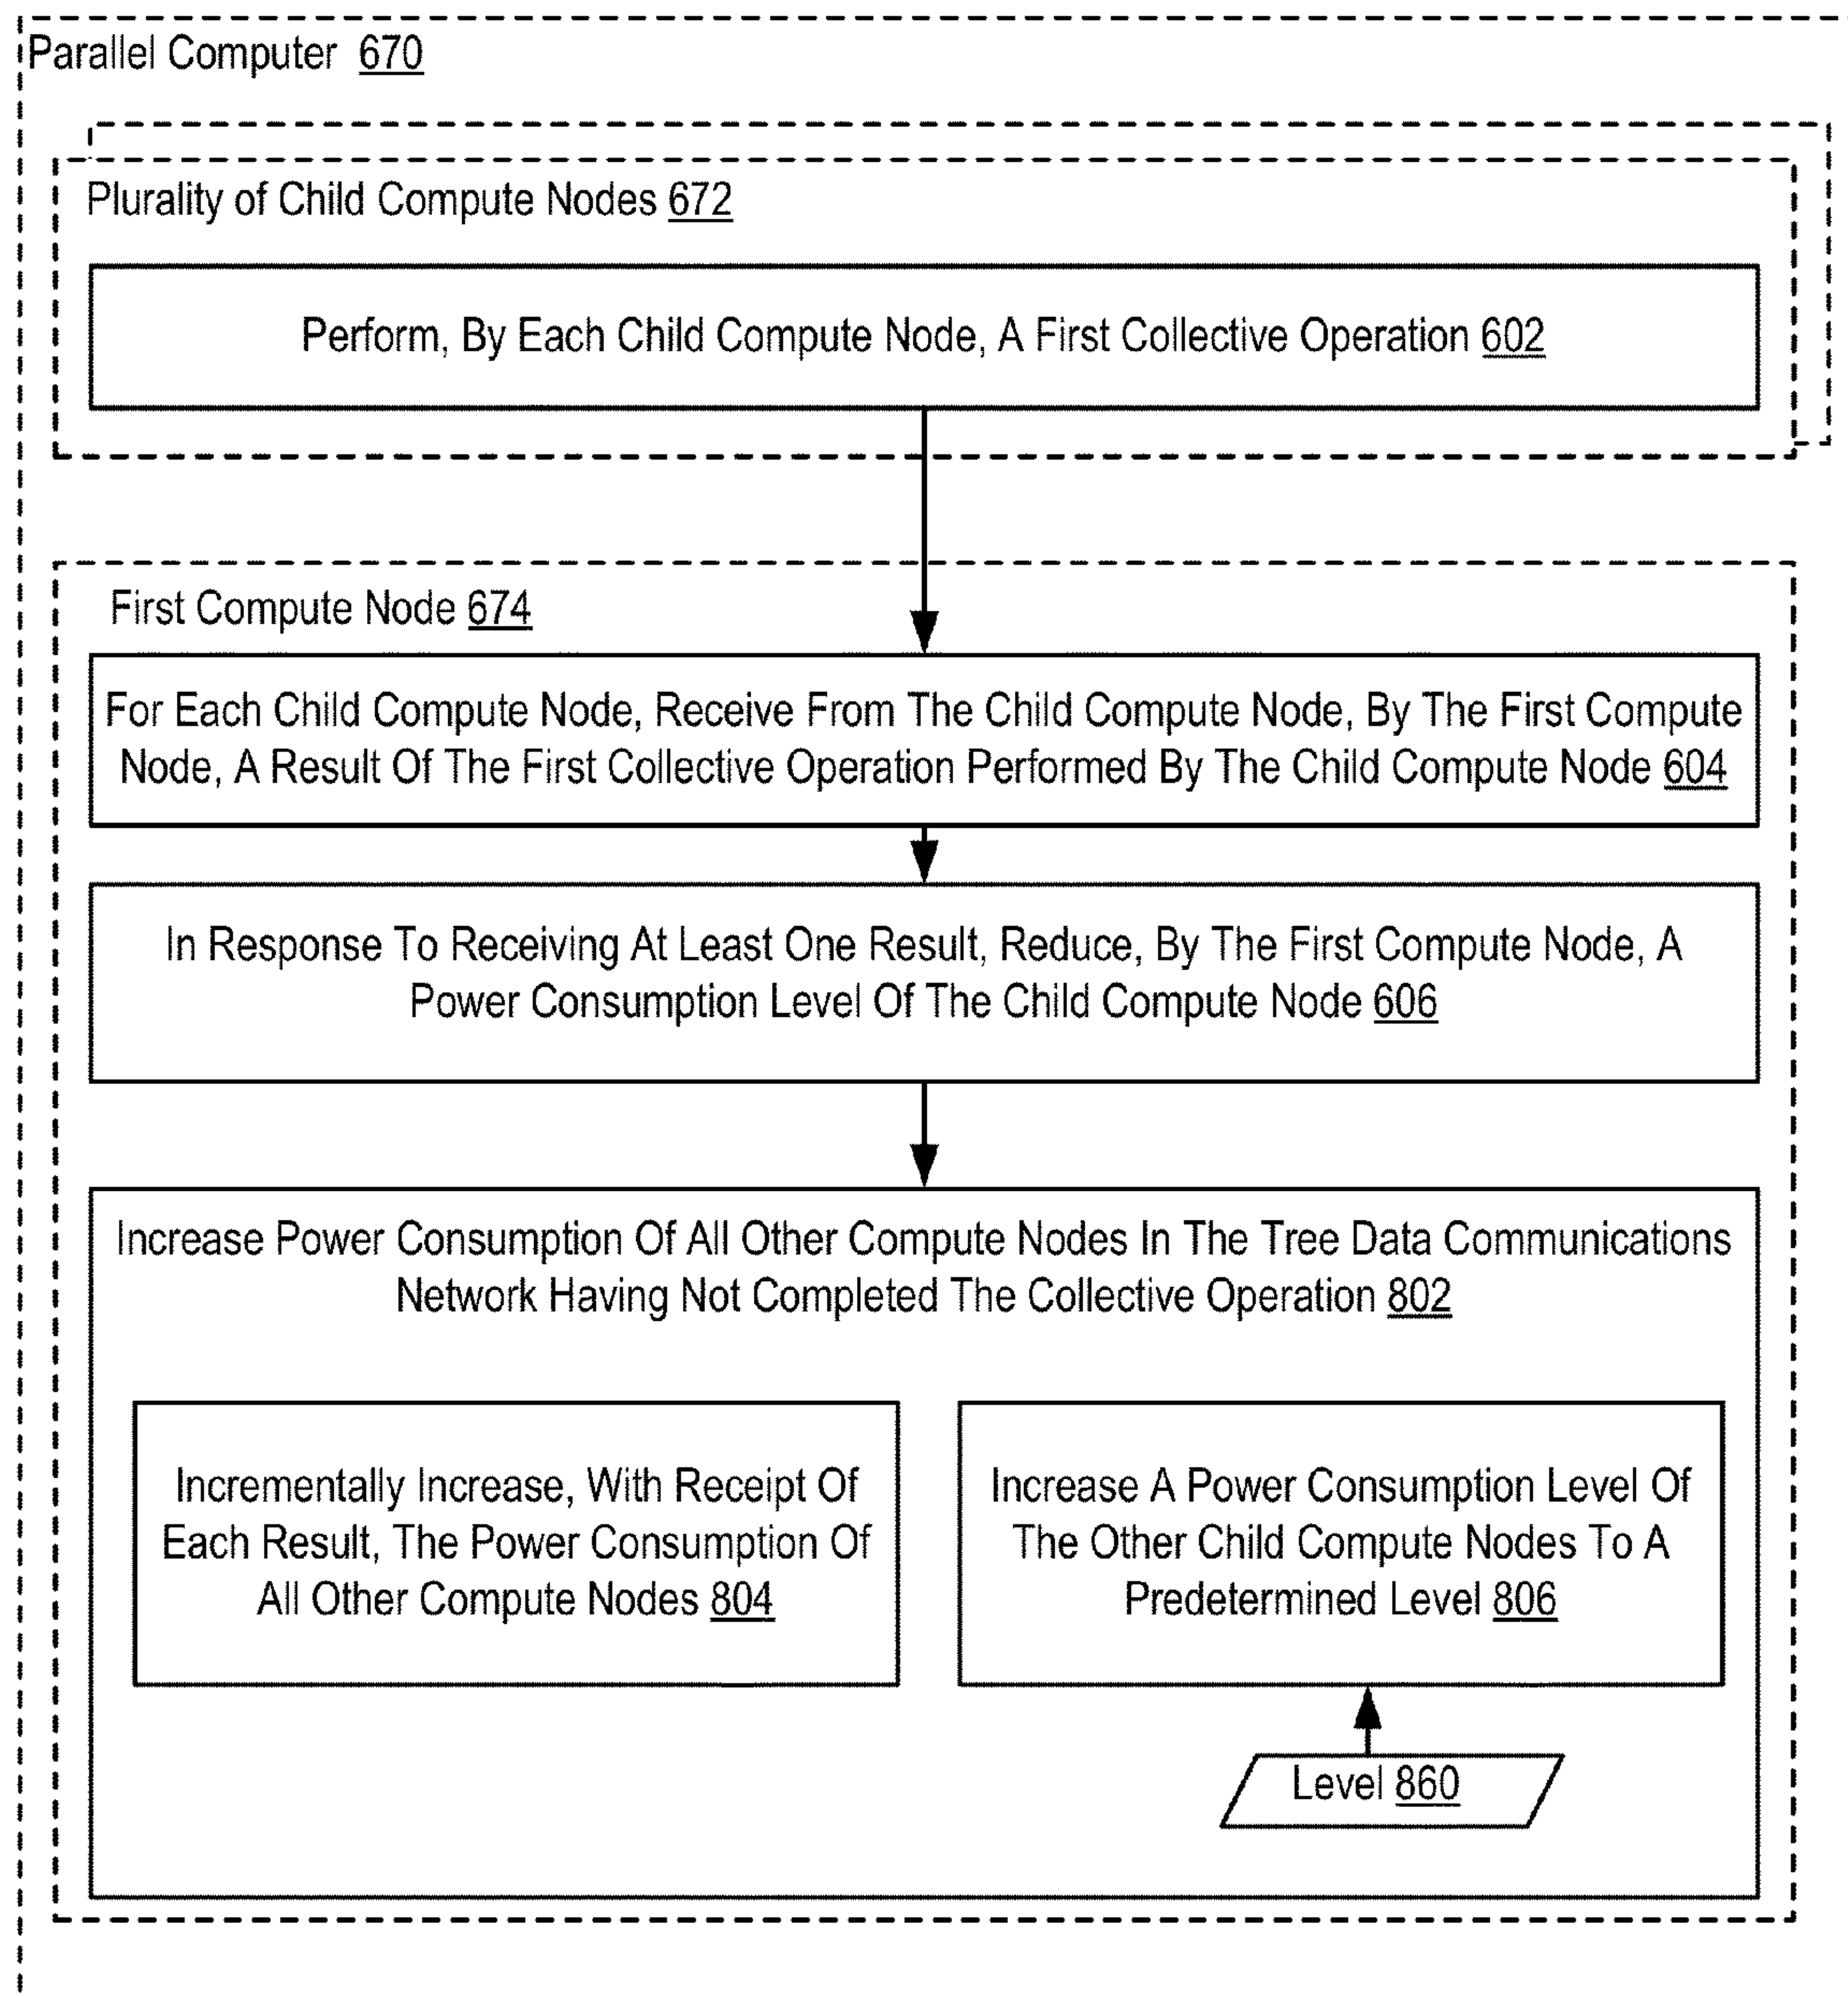 Parallel Computer 670
Plurality of Child Compute Nodes 672
Perform, By Each Child Compute Node, A First Collective Operation 602
First Compute Node 674
For Each Child Compute Node, Receive From The Child Compute Node, By The First Compute
Node, A Result Of The First Collective Operation Performed By The Child Compute Node 604
In Response To Receiving At Least One Result, Reduce, By The First Compute Node, A
Power Consumption Level Of The Child Compute Node 606
Increase Power Consumption Of All Other Compute Nodes In The Tree Data Communications
Network Having Not Completed The Collective Operation 802
Incrementally Increase, With Receipt Of
Each Result, The Power Consumption Of
All Other Compute Nodes 804
Increase A Power Consumption Level Of
The Other Child Compute Nodes To A
Predetermined Level 806
Level 860